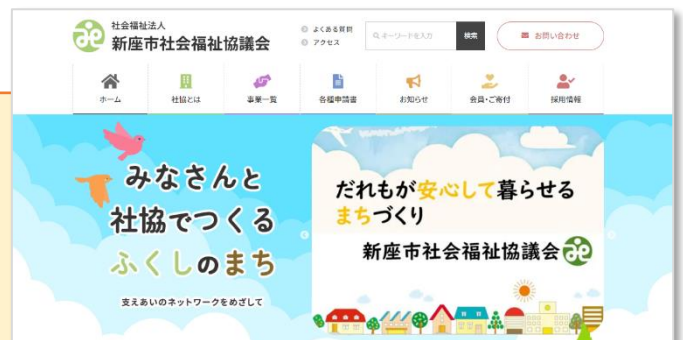 社会福祉法人
新座市社会福祉協議会
よくある質問
アクセス
キーワードを入力
検索
お問い合わせ
ホーム
社協とは
事業一覧
各種申請書
お知らせ
会員・ご寄付
採用情報
みなさんと
社協でつくる
ふくしのまち
支えあいのネットワークをめざして
だれもが安心して暮らせる
まちづくり
新座市社会福祉協議会